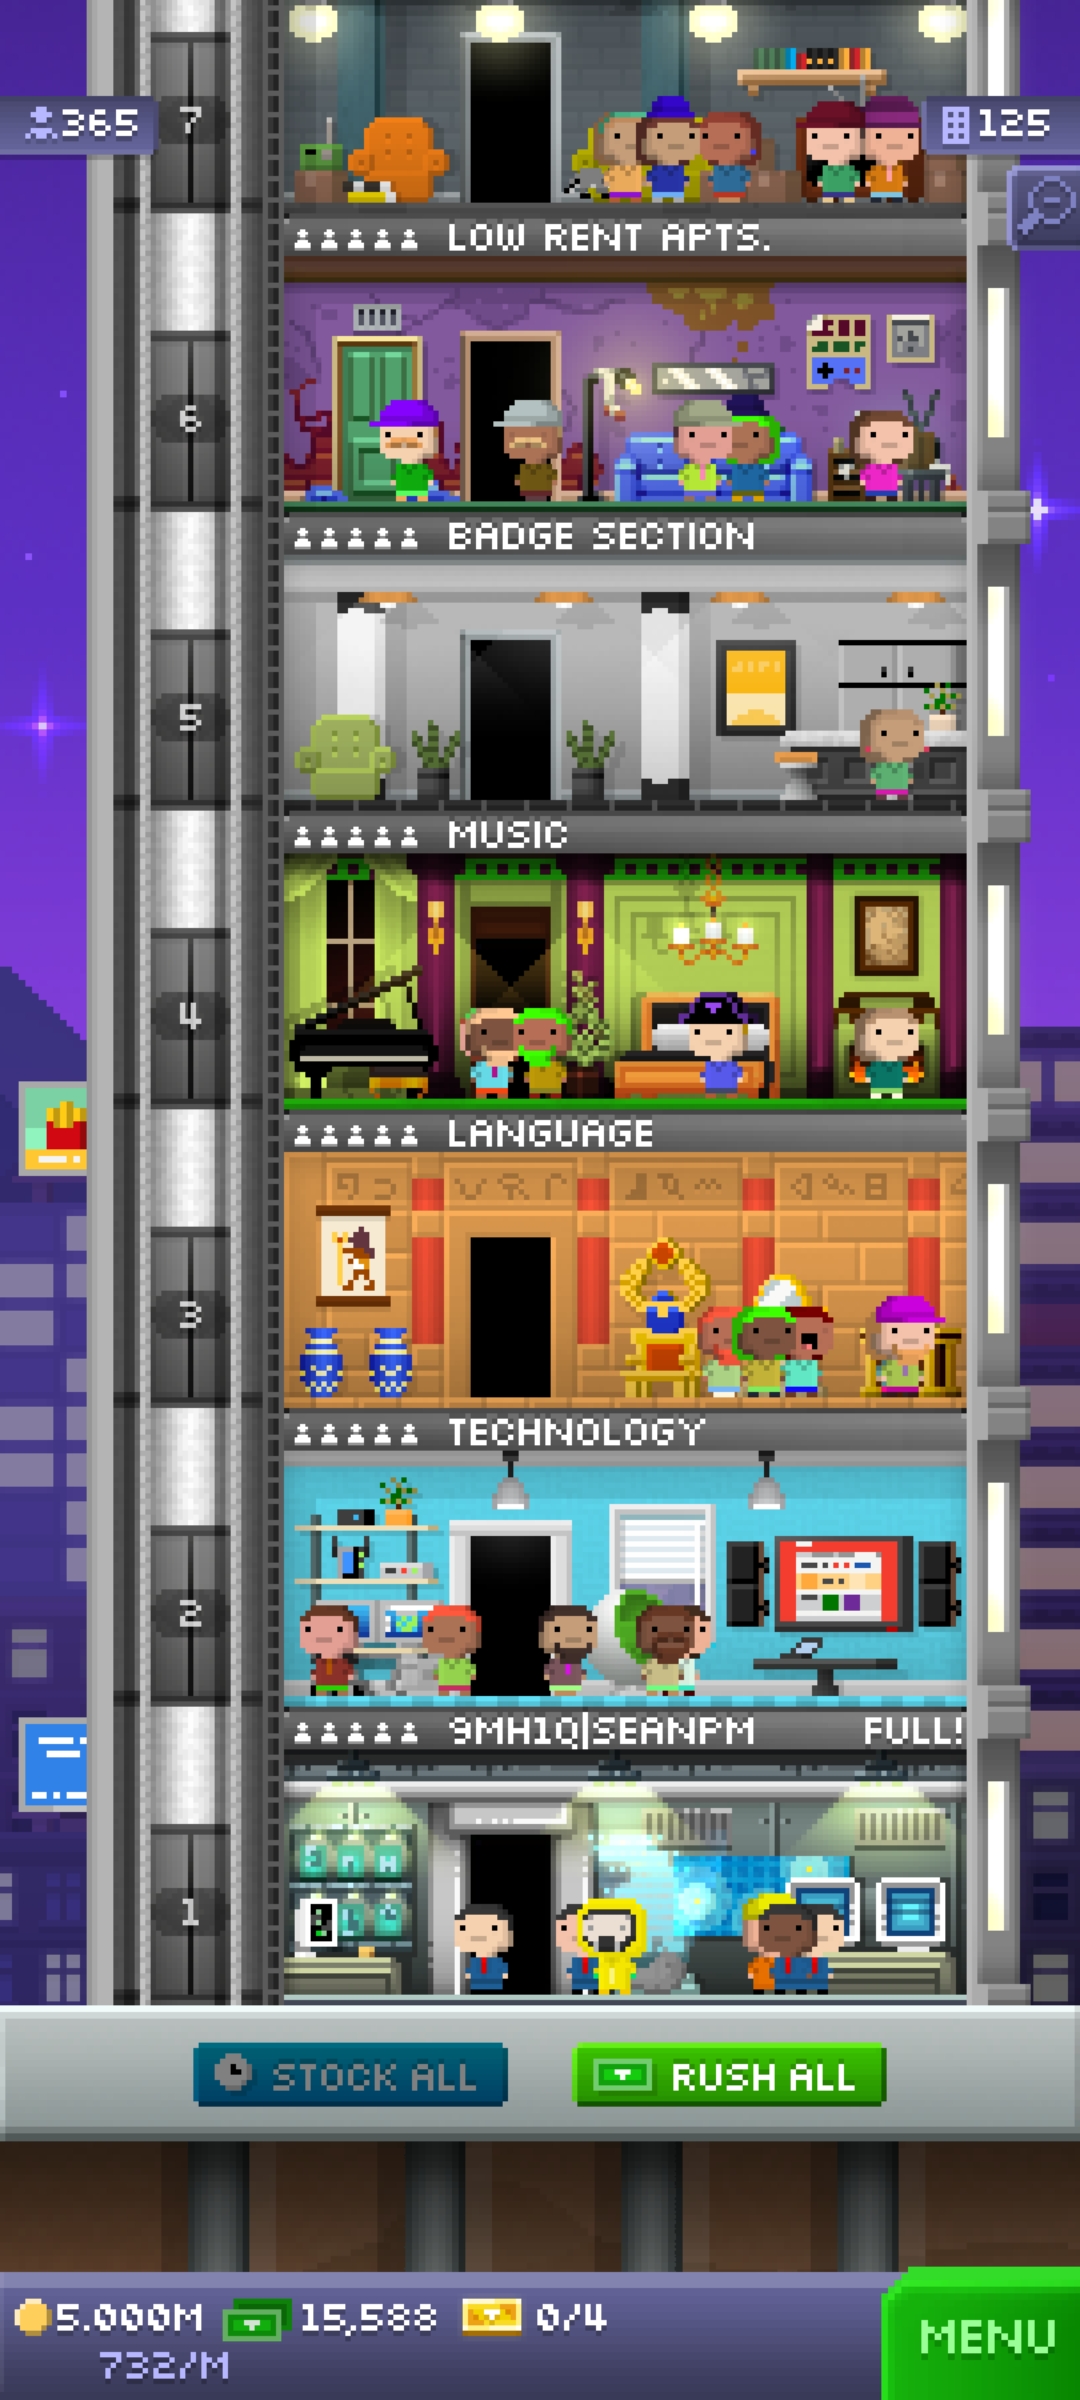 7
365
125
LOW RENT APTS.
6
BADGE SECTION
5
MUSIC
4
LANGUAGE
3
TECHNOLOGY
2
9MH1Q|SEANPM FULL!
1
STOCK ALL
RUSH ALL
5.000M 15,588 0/4
732/M
MENU